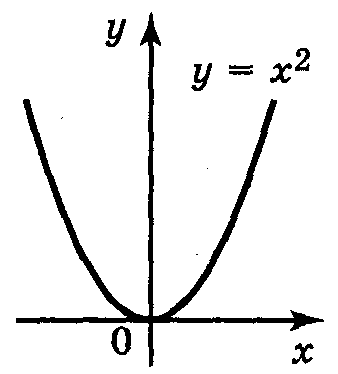 y
y = x²
0
x